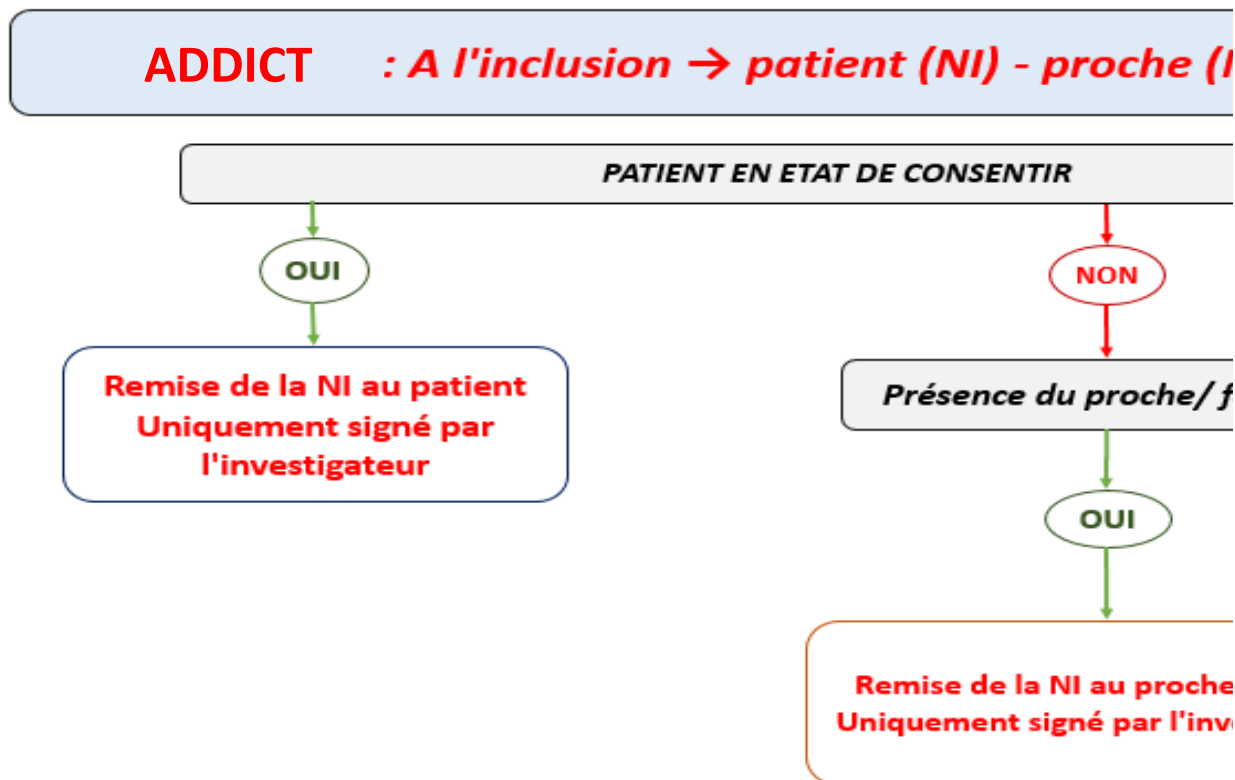 ADDICT : A l'inclusion → patient (NI) - proche (
PATIENT EN ETAT DE CONSENTIR
OUI
NON
Remise de la NI au patient
Uniquement signé par
l'investigateur
Présence du proche/ f
OUI
Remise de la NI au proche
Uniquement signé par l'inv